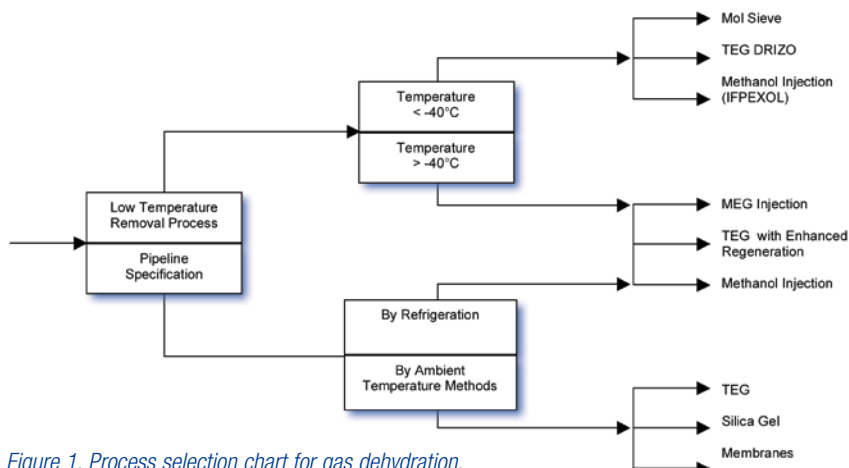 Mol Sieve
TEG DRIZO
Methanol Injection
(IFPEXOL)
Temperature
< -40°C
Temperature
> -40°C
Low Temperature
Removal Process
Pipeline
Specification
MEG Injection
TEG with Enhanced
Regeneration
Methanol Injection
By Refrigeration
By Ambient
Temperature Methods
TEG
Silica Gel
Membranes
Figure 1. Process selection chart for gas dehydration.